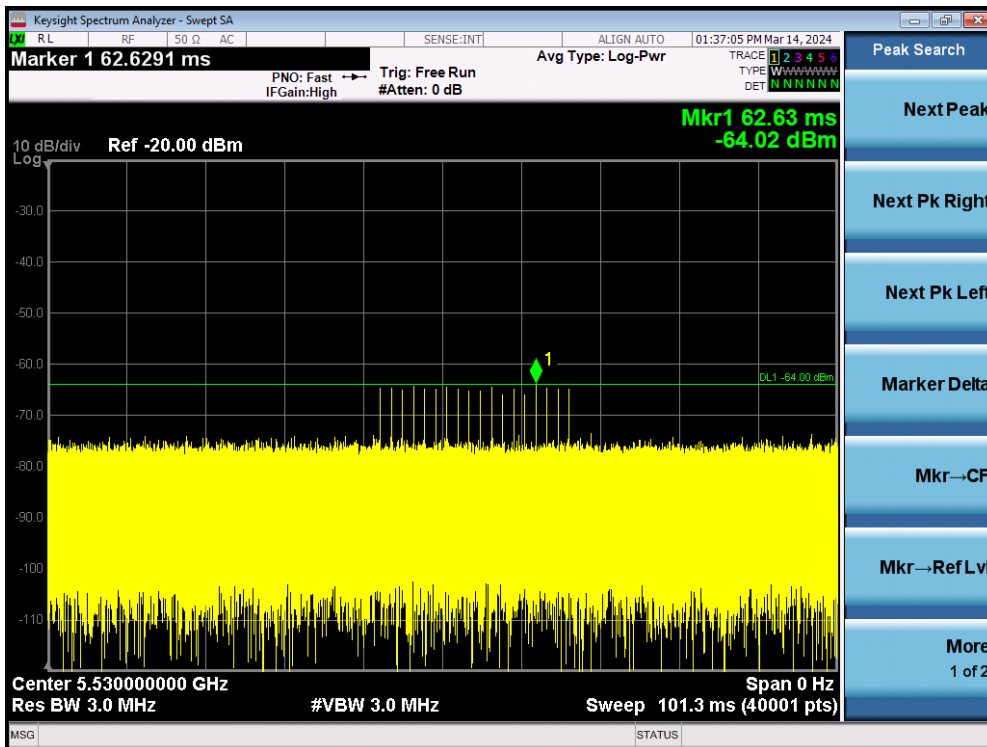 Keysight Spectrum Analyzer - Swept SA
LXI RL RF 50 Ω AC SENSE:INT ALIGN AUTO 01:37:05 PM Mar 14, 2024
Marker 1 62.6291 ms
PNO: Fast
IFGain:High
Trig: Free Run
#Atten: 0 dB
Avg Type: Log-Pwr
TRACE 1 2 3 4 5 6
TYPE WWWWWW
DET N N N N N N
Mkr1 62.63 ms
-64.02 dBm
10 dB/div Ref -20.00 dBm
Log
-30.0
-40.0
-50.0
-60.0
-70.0
-80.0
-90.0
-100
-110
1
DL1 -64.00 dBm
Center 5.530000000 GHz Span 0 Hz
Res BW 3.0 MHz #VBW 3.0 MHz Sweep 101.3 ms (40001 pts)
MSG STATUS
Peak Search
Next Peak
Next Pk Right
Next Pk Left
Marker Delta
Mkr→CF
Mkr→Ref Lvl
More
1 of 2